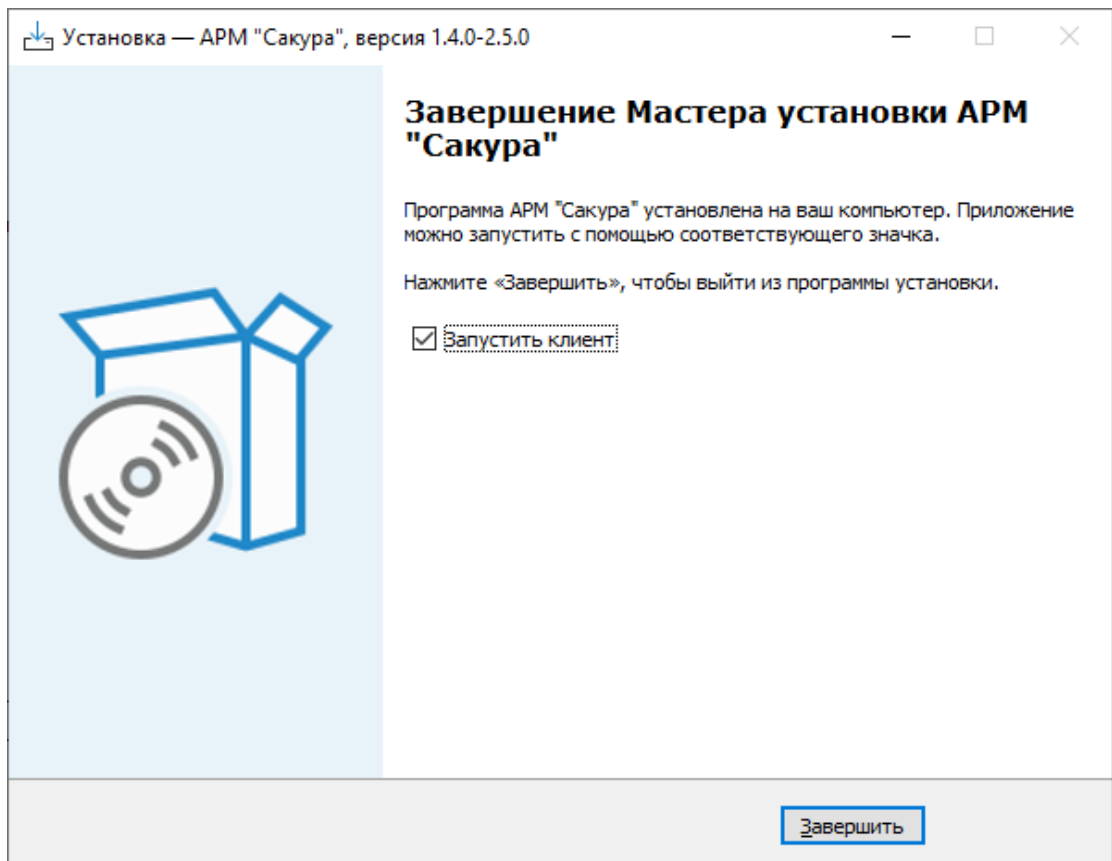 Установка — АРМ "Сакура", версия 1.4.0-2.5.0
Завершение Мастера установки АРМ
"Сакура"
Программа АРМ "Сакура" установлена на ваш компьютер. Приложение
можно запустить с помощью соответствующего значка.
Нажмите «Завершить», чтобы выйти из программы установки.
Запустить клиент
Завершить